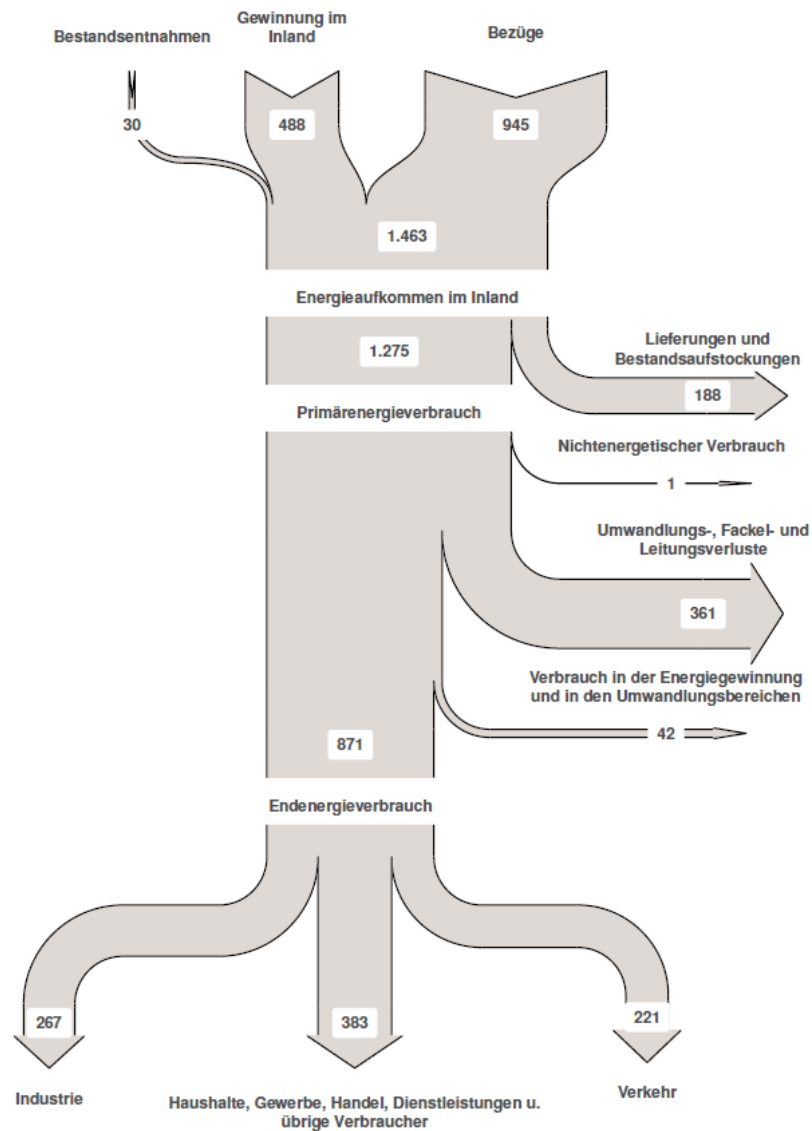 Bestandsentnahmen
Gewinnung im
Inland
Bezüge
30
488
945
1.463
Energieaufkommen im Inland
1.275
Lieferungen und
Bestandsaufstockungen
188
Primärenergieverbrauch
Nichtenergetischer Verbrauch
1
Umwandlungs-, Fackel- und
Leitungsverluste
361
Verbrauch in der Energiegewinnung
und in den Umwandlungsbereichen
42
871
Endenergieverbrauch
267
383
221
Industrie
Haushalte, Gewerbe, Handel, Dienstleistungen u.
übrige Verbraucher
Verkehr